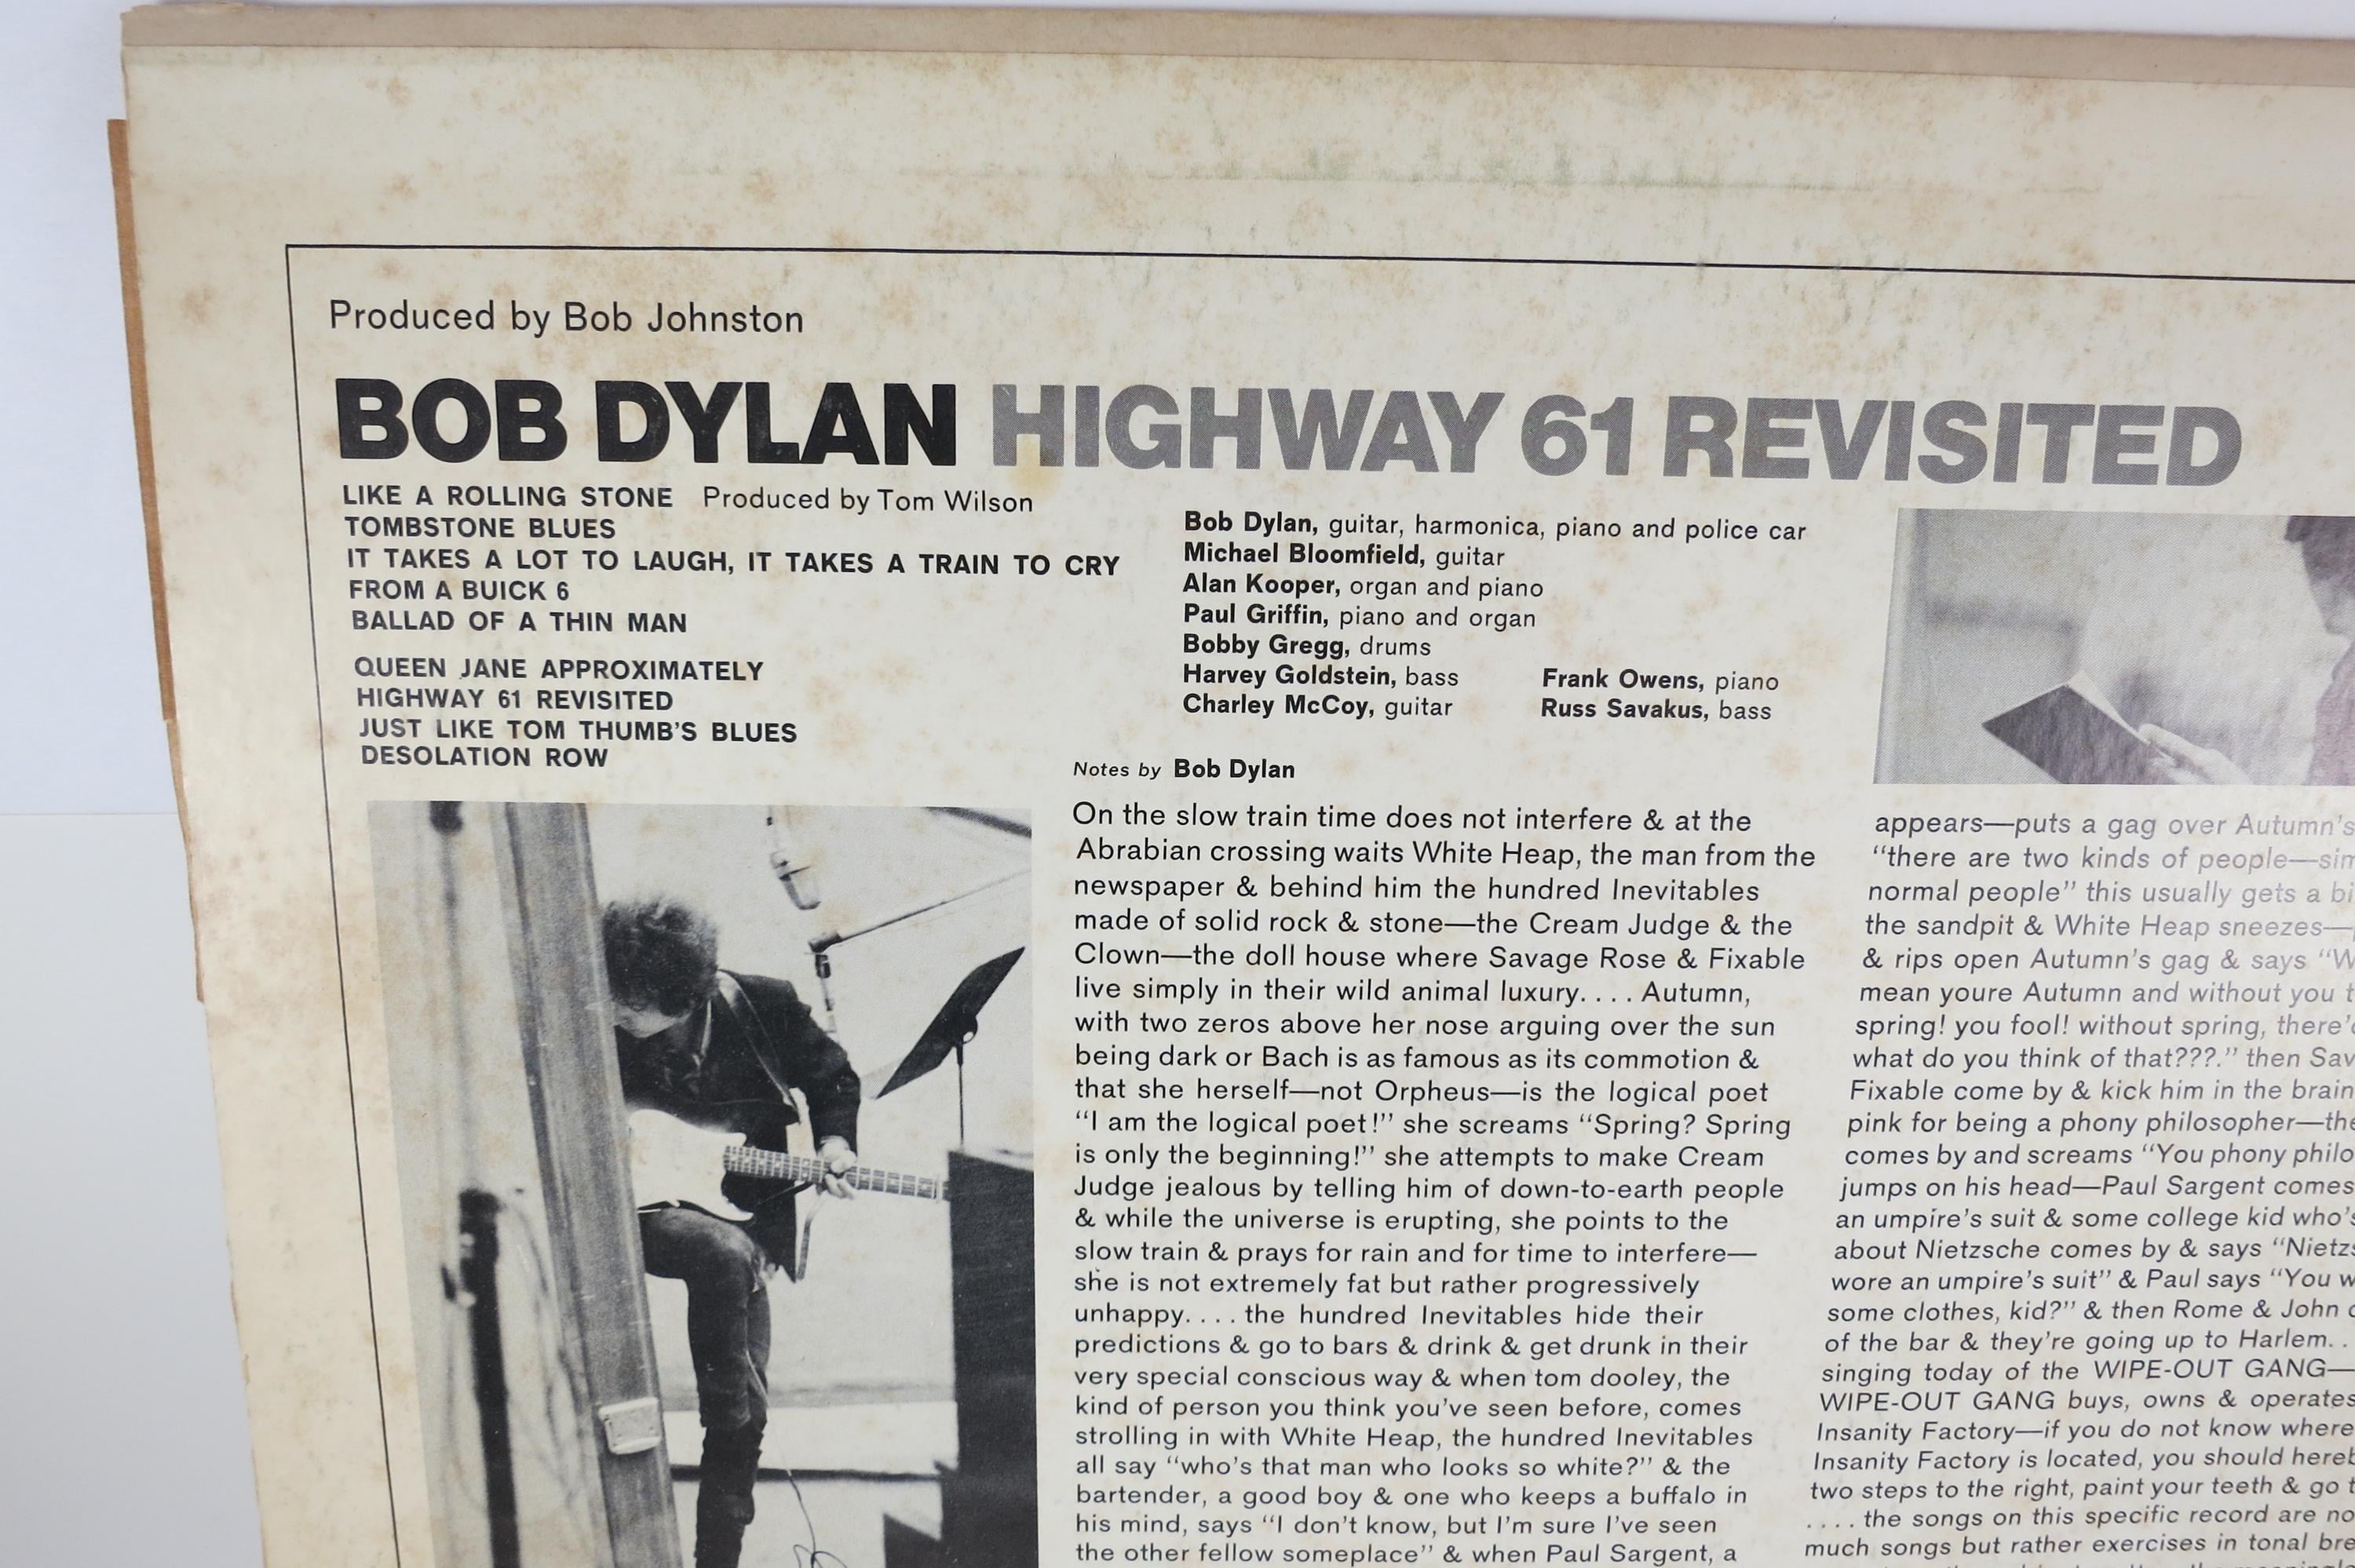 Produced by Bob Johnston
BOB DYLAN HIGHWAY 61 REVISITED
LIKE A ROLLING STONE Produced by Tom Wilson
TOMBSTONE BLUES
IT TAKES A LOT TO LAUGH, IT TAKES A TRAIN TO CRY
FROM A BUICK 6
BALLAD OF A THIN MAN
QUEEN JANE APPROXIMATELY
HIGHWAY 61 REVISITED
JUST LIKE TOM THUMB'S BLUES
DESOLATION ROW
Bob Dylan, guitar, harmonica, piano and police car
Michael Bloomfield, guitar
Alan Kooper, organ and piano
Paul Griffin, piano and organ
Bobby Gregg, drums
Harvey Goldstein, bass
Charley McCoy, guitar
Frank Owens, piano
Russ Savakus, bass
Notes by Bob Dylan
On the slow train time does not interfere & at the
Abrabian crossing waits White Heap, the man from the
newspaper & behind him the hundred Inevitables
made of solid rock & stone—the Cream Judge & the
Clown—the doll house where Savage Rose & Fixable
live simply in their wild animal luxury. . . . Autumn,
with two zeros above her nose arguing over the sun
being dark or Bach is as famous as its commotion &
that she herself—not Orpheus—is the logical poet
"I am the logical poet!" she screams "Spring? Spring
is only the beginning!" she attempts to make Cream
Judge jealous by telling him of down-to-earth people
& while the universe is erupting, she points to the
slow train & prays for rain and for time to interfere—
she is not extremely fat but rather progressively
unhappy. . . . the hundred Inevitables hide their
predictions & go to bars & drink & get drunk in their
very special conscious way & when tom dooley, the
kind of person you think you've seen before, comes
strolling in with White Heap, the hundred Inevitables
all say "who's that man who looks so white?" & the
bartender, a good boy & one who keeps a buffalo in
his mind, says "I don't know, but I'm sure I've seen
the other fellow someplace" & when Paul Sargent, a
appears—puts a gag over Autumn's
"there are two kinds of people—sim
normal people" this usually gets a bi
the sandpit & White Heap sneezes—
& rips open Autumn's gag & says "W
mean youre Autumn and without you t
spring! you fool! without spring, there'd
what do you think of that???." then Sav
Fixable come by & kick him in the brain
pink for being a phony philosopher—the
comes by and screams "You phony philo
jumps on his head—Paul Sargent comes
an umpire's suit & some college kid who's
about Nietzsche comes by & says "Nietzs
wore an umpire's suit" & Paul says "You w
some clothes, kid?" & then Rome & John c
of the bar & they're going up to Harlem. .
singing today of the WIPE-OUT GANG—
WIPE-OUT GANG buys, owns & operates
Insanity Factory—if you do not know where
Insanity Factory is located, you should hereb
two steps to the right, paint your teeth & go t
. . . . the songs on this specific record are no
much songs but rather exercises in tonal bre